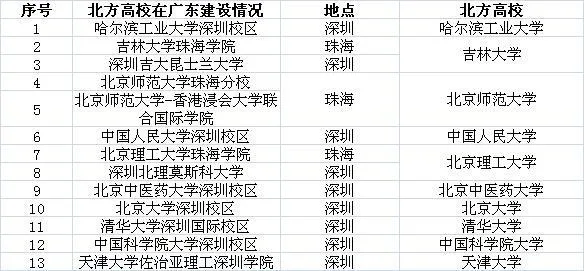 序号 北方高校在广东建设情况 地点 北方高校
1 哈尔滨工业大学深圳校区 深圳 哈尔滨工业大学
2 吉林大学珠海学院 珠海 吉林大学
3 深圳吉大昆士兰大学 深圳
4 北京师范大学珠海分校 珠海 北京师范大学
5 北京师范大学-香港浸会大学联
合国际学院
6 中国人民大学深圳校区 深圳 中国人民大学
7 北京理工大学珠海学院 珠海 北京理工大学
8 深圳北理莫斯科大学 深圳
9 北京中医药大学深圳校区 深圳 北京中医药大学
10 北京大学深圳校区 深圳 北京大学
11 清华大学深圳国际校区 深圳 清华大学
12 中国科学院大学深圳校区 深圳 中国科学院大学
13 天津大学佐治亚理工深圳学院 深圳 天津大学